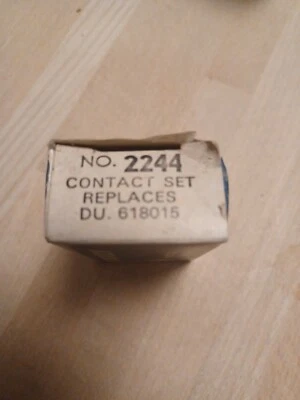 NO. 2244
CONTACT SET
REPLACES
DU. 618015